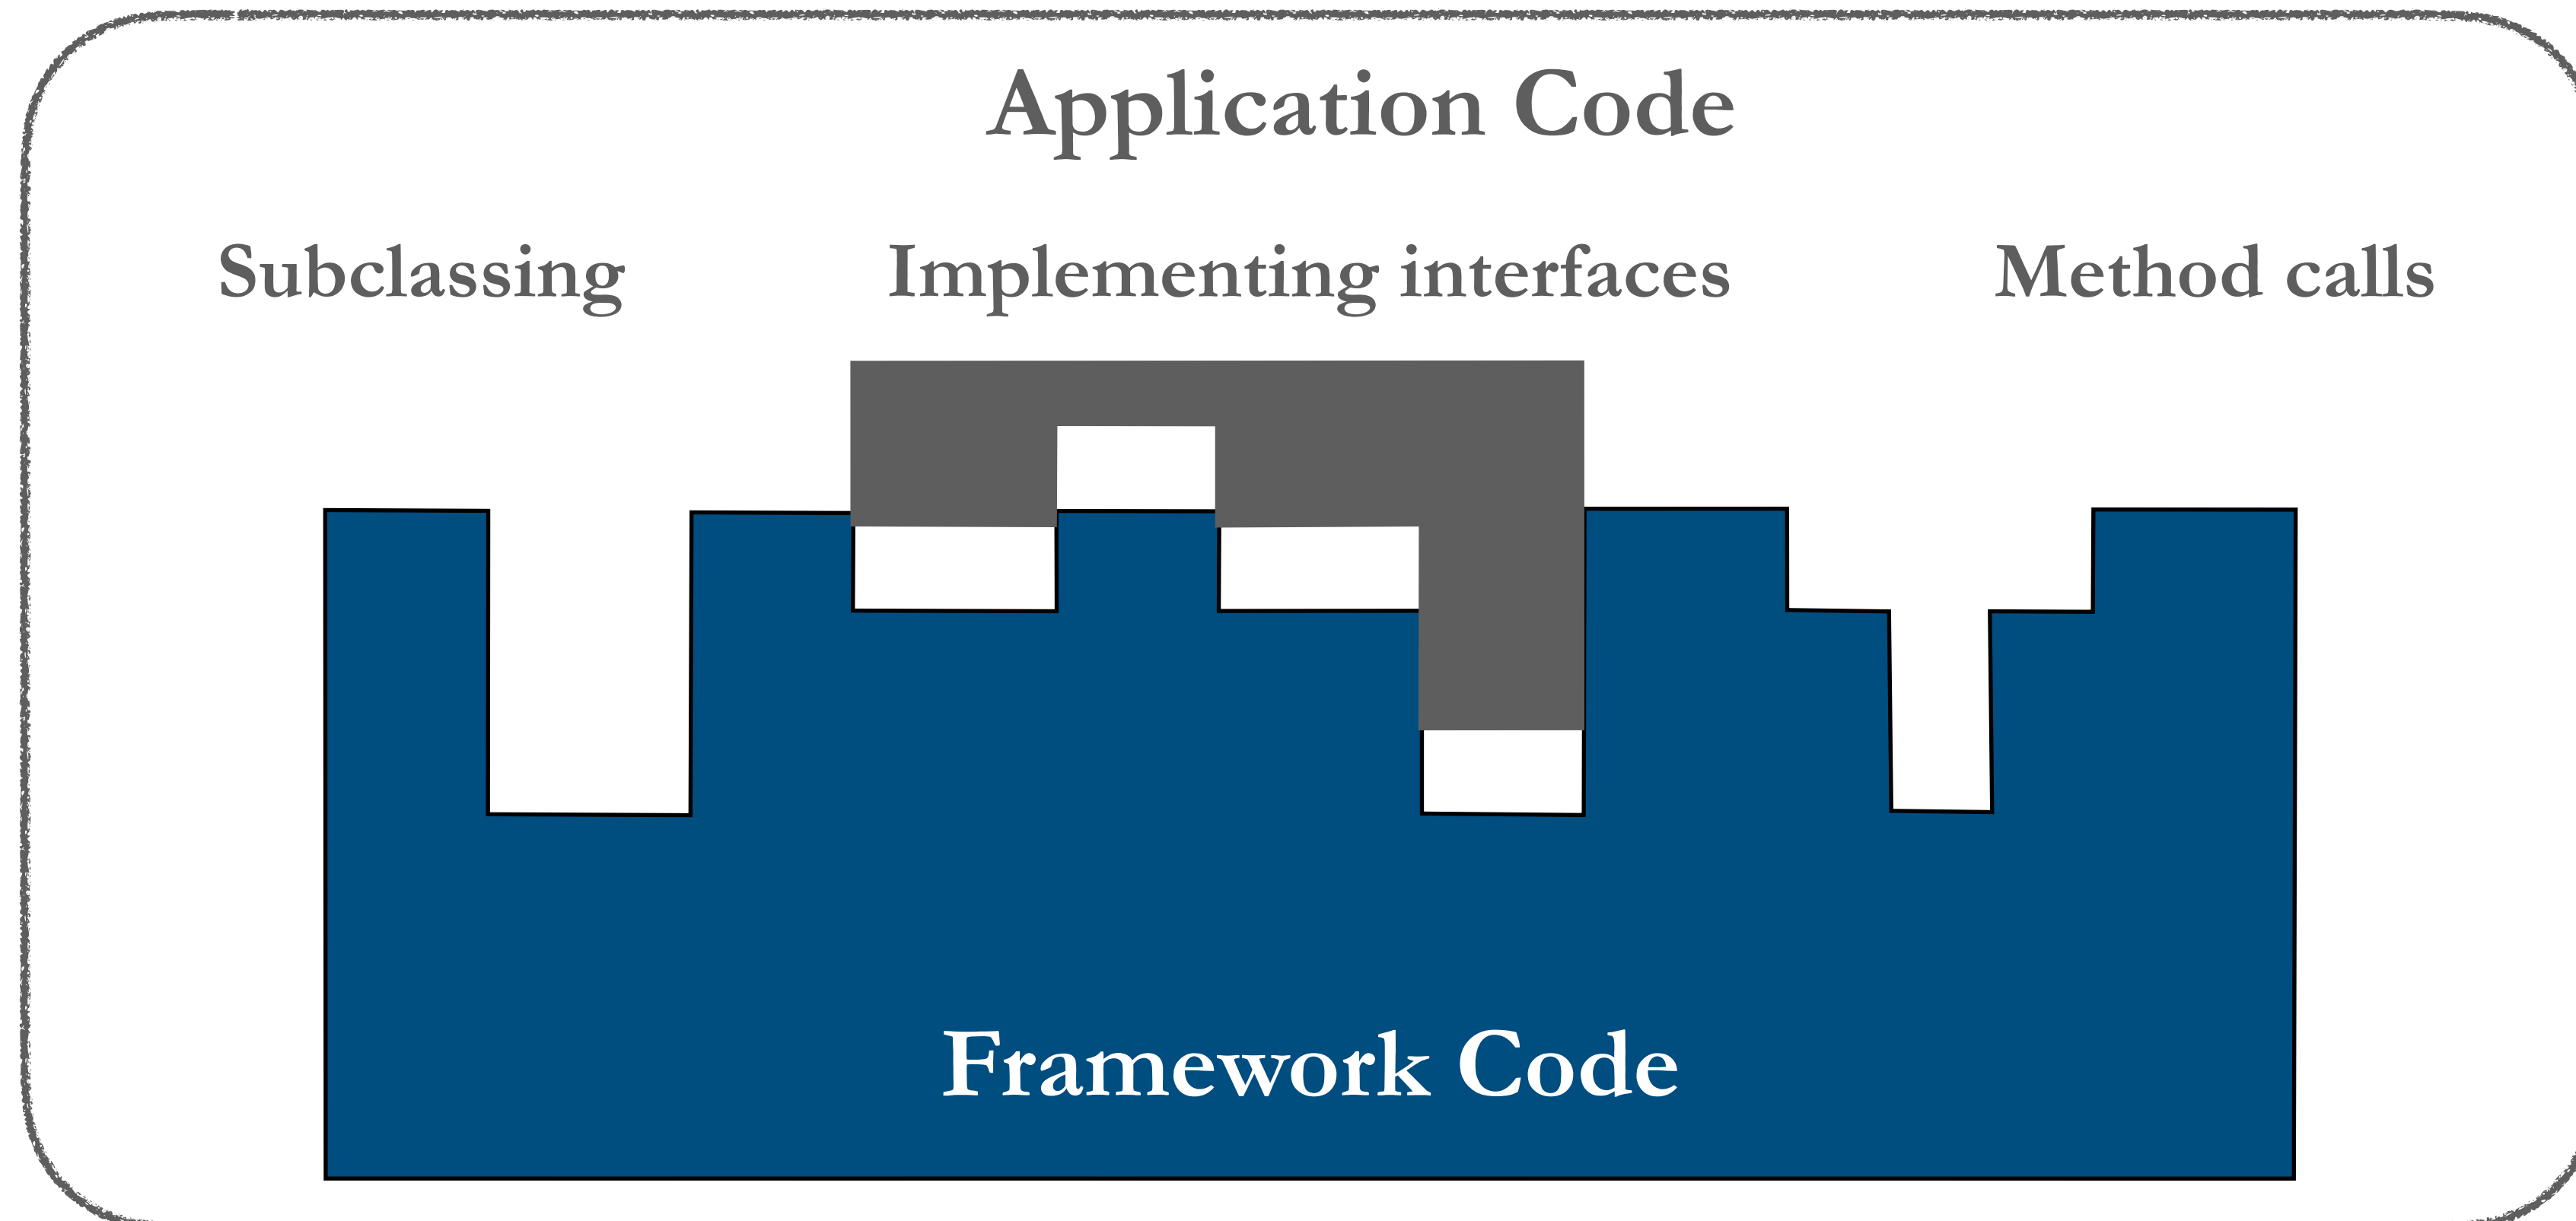 Application Code
Subclassing Implementing interfaces Method calls
Framework Code